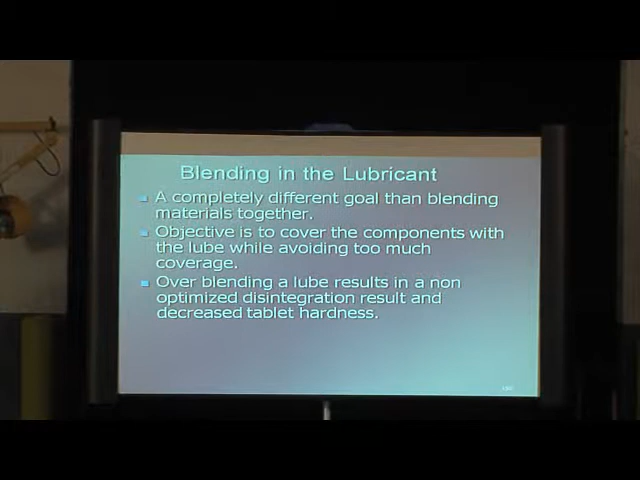 Blending in the Lubricant
A completely different goal than blending
materials together.
Objective is to cover the components with
the lube while avoiding too much
coverage.
Over blending a lube results in a non
optimized disintegration result and
decreased tablet hardness.